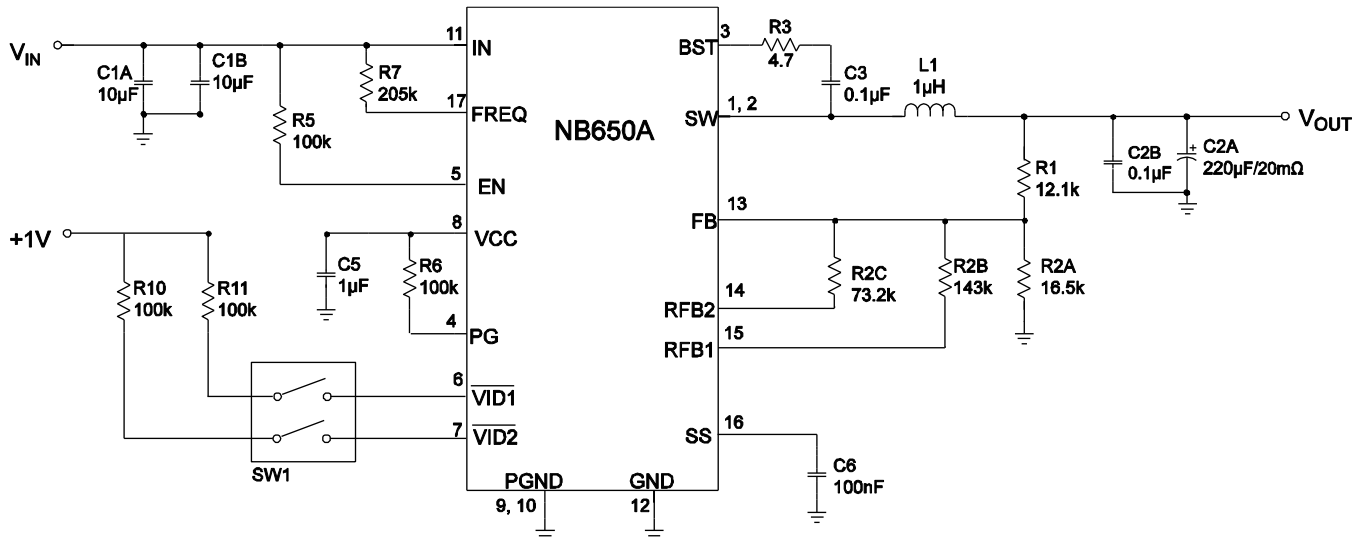 V_IN
C1A
10µF
C1B
10µF
R5
100k
R7
205k
11
IN
17
FREQ
5
EN
+1V
8
VCC
C5
1µF
R6
100k
R10
100k
R11
100k
4
PG
6
VID1
7
VID2
SW1
NB650A
PGND
9, 10
GND
12
3
BST
R3
4.7
C3
0.1µF
1, 2
SW
L1
1µH
V_OUT
C2B
0.1µF
+
C2A
220µF/20mΩ
R1
12.1k
13
FB
R2C
73.2k
R2B
143k
R2A
16.5k
14
RFB2
15
RFB1
16
SS
C6
100nF